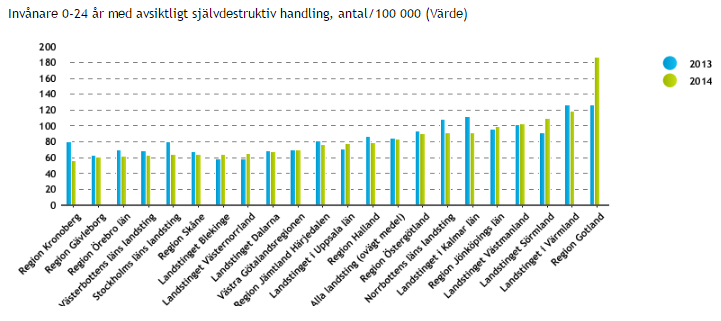 Invånare 0-24 år med avsiktligt självdestruktiv handling, antal/100 000 (Värde)
200
180
160
140
120
100
80
60
40
20
0
2013
2014
Region Kronoberg
Region Gävleborg
Region Örebro län
Västerbottens läns landsting
Stockholms läns landsting
Region Skåne
Landstinget Blekinge
Landstinget Västernorrland
Landstinget Dalarna
Västra Götalandsregionen
Region Jämtland Härjedalen
Landstinget i Uppsala län
Region Halland
Alla landsting (ovägt medel)
Region Östergötland
Norrbottens läns landsting
Landstinget i Kalmar län
Region Jönköpings län
Landstinget Västmanland
Landstinget Sörmland
Landstinget i Värmland
Region Gotland